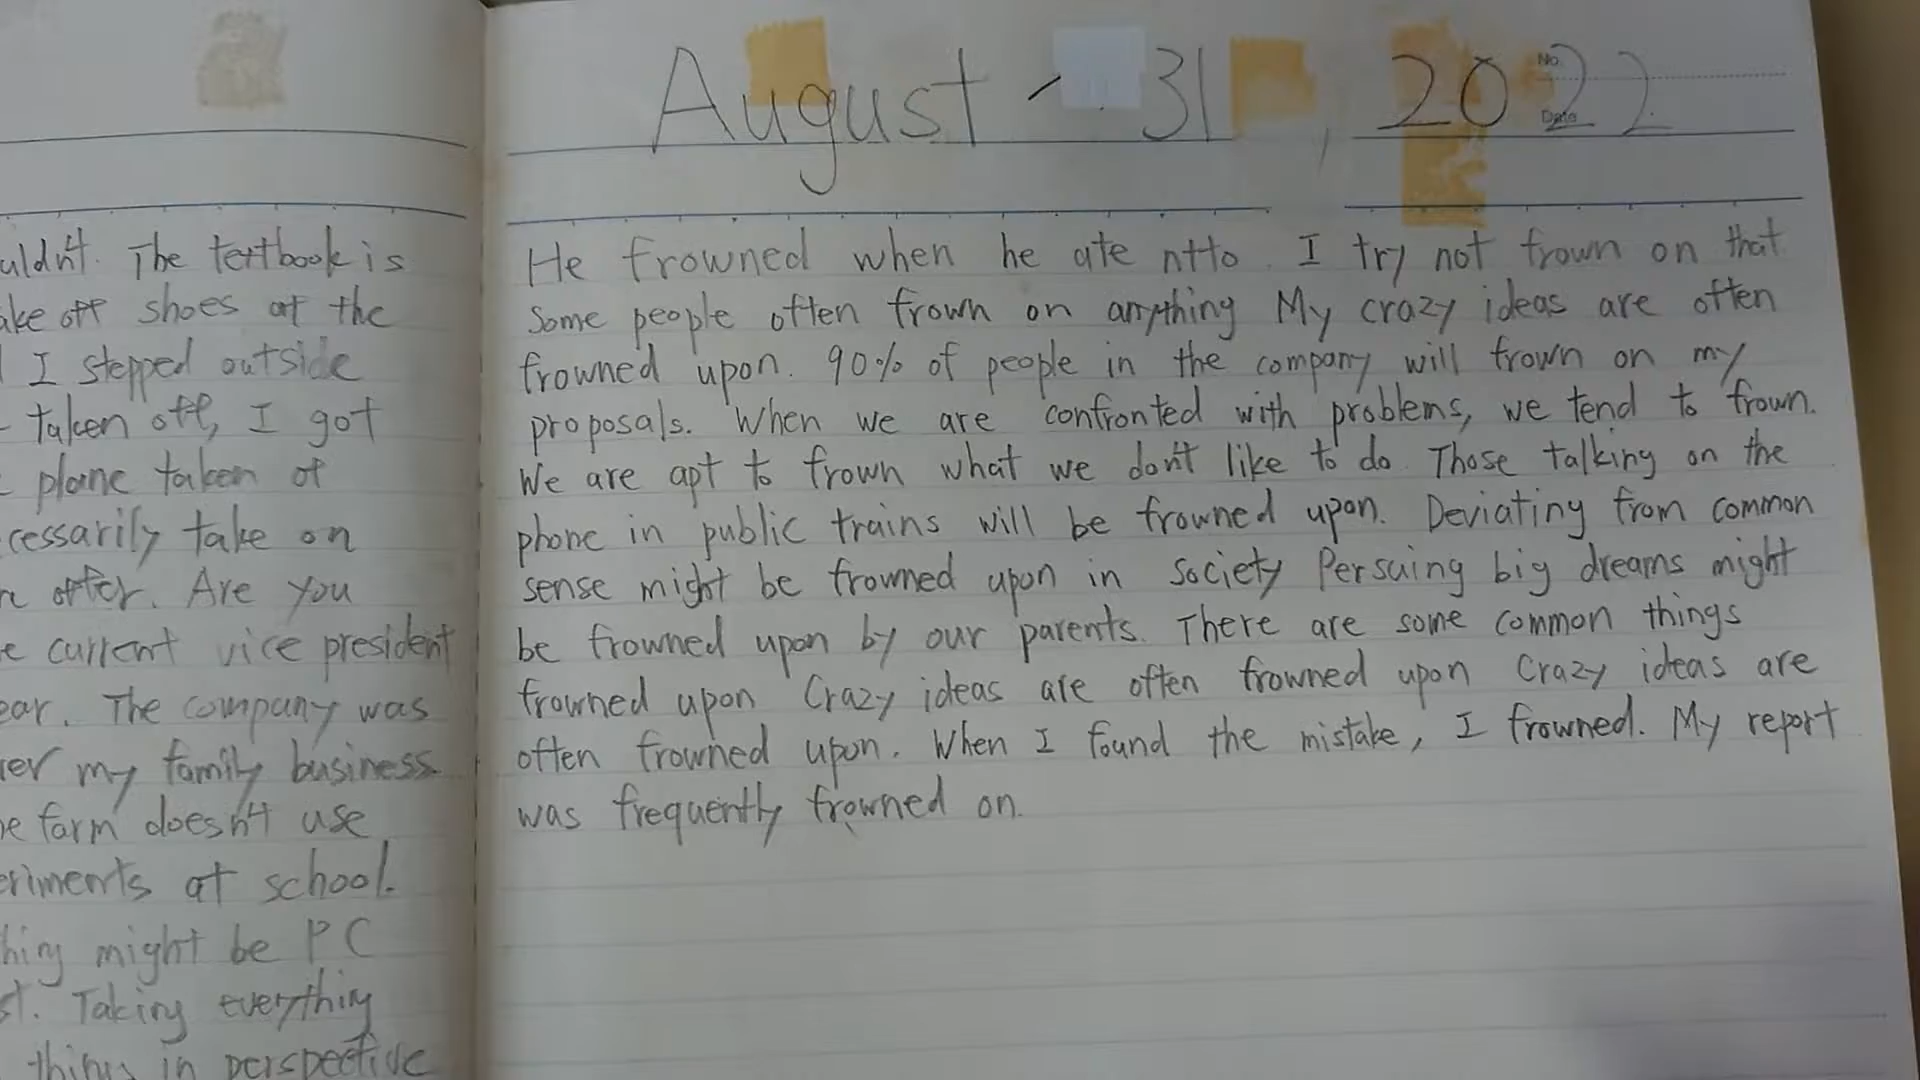 uldn't. The textbook is
ake off shoes at the
I stepped outside
taken off, I got
plane taken of
cessarily take on
offer. Are you
e current vice president
ear. The company was
er my family business
e farm doesn't use
eriments at school.
hing might be PC
st. Taking everything
things in perspective
August 31, 2022
No.
Date
He frowned when he ate ntto. I try not frown on that
Some people often frown on anything My crazy ideas are often
frowned upon. 90% of people in the company will frown on my
proposals. When we are confronted with problems, we tend to frown.
We are apt to frown what we don't like to do. Those talking on the
phone in public trains will be frowned upon. Deviating from common
sense might be frowned upon in society Persuing big dreams might
be frowned upon by our parents. There are some common things
frowned upon Crazy ideas are often frowned upon Crazy ideas are
often frowned upon. When I found the mistake, I frowned. My report
was frequently frowned on.